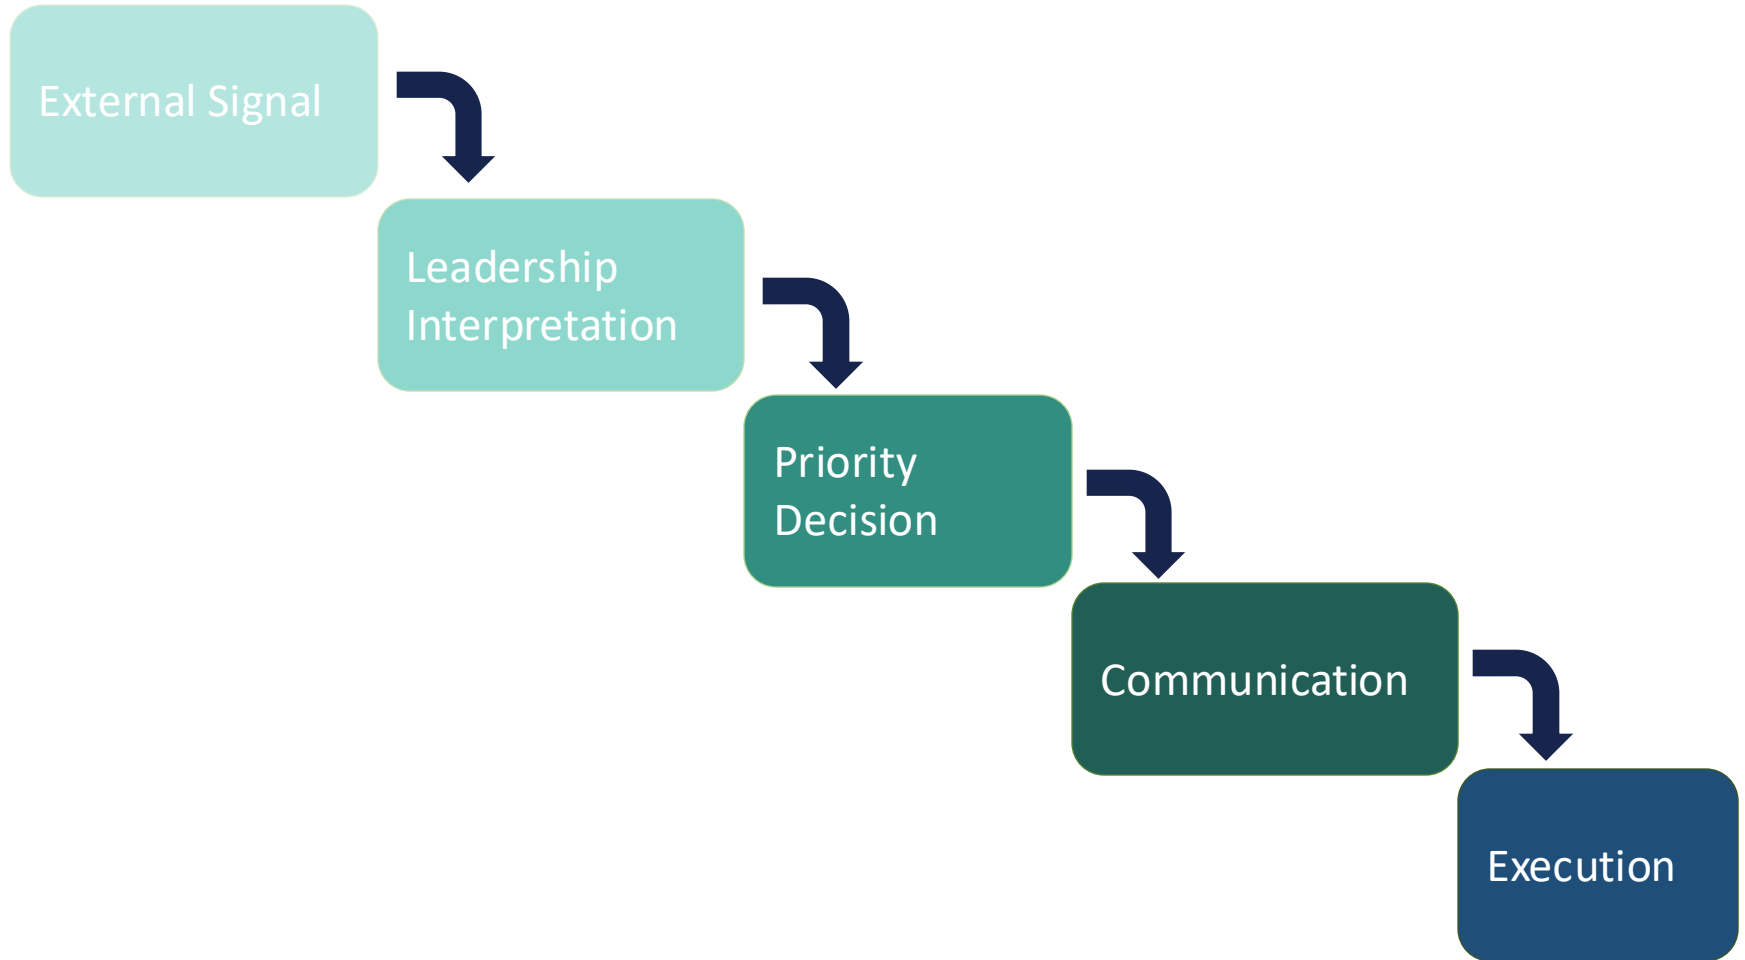 External Signal
Leadership
Interpretation
Priority
Decision
Communication
Execution